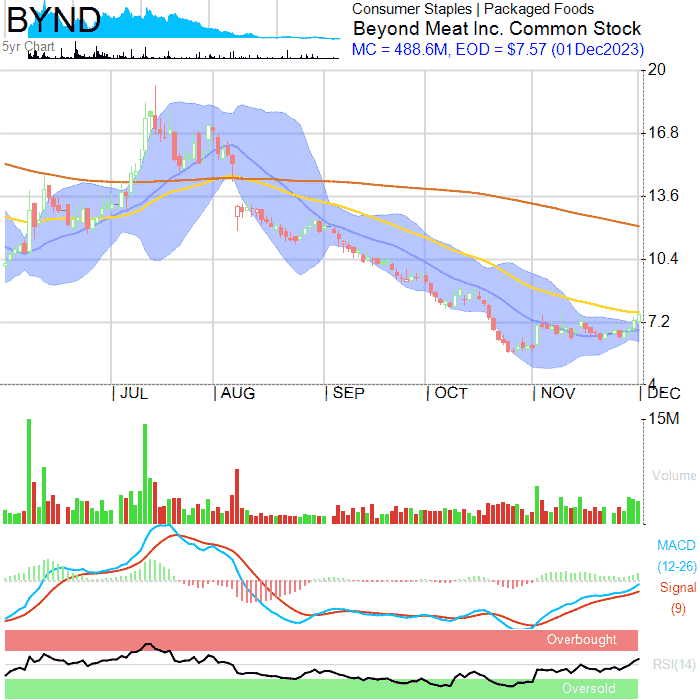 BYND
5yr Chart
Consumer Staples | Packaged Foods
Beyond Meat Inc. Common Stock
MC = 488.6M, EOD = $7.57 (01Dec2023)
20
16.8
13.6
10.4
7.2
4
JUL AUG SEP OCT NOV DEC
15M
Volume
MACD
(12-26)
Signal
(9)
Overbought
RSI(14)
Oversold